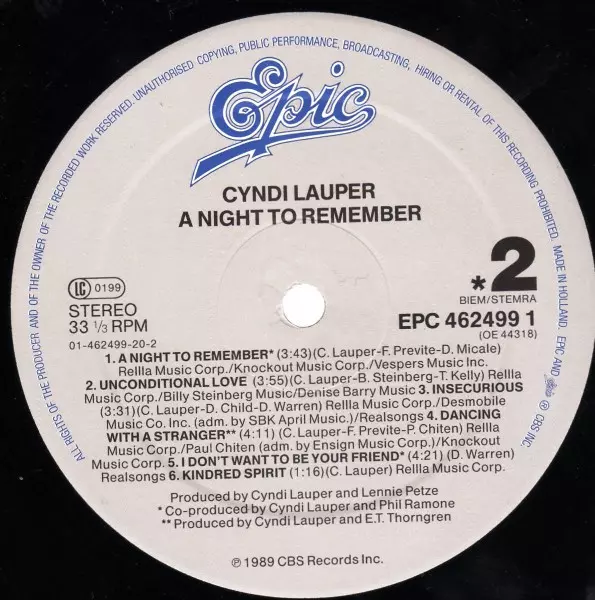 ALL RIGHTS OF THE PRODUCER AND OF THE OWNER OF THE RECORDED WORK RESERVED. UNAUTHORISED COPYING, PUBLIC PERFORMANCE, BROADCASTING, HIRING OR RENTAL OF THIS RECORDING PROHIBITED. MADE IN HOLLAND. EPIC AND Epic ℗ CBS INC.
Epic
CYNDI LAUPER
A NIGHT TO REMEMBER
*2
BIEM/STEMRA
LC 0199
STEREO
33 1/3 RPM
EPC 462499 1
(OE 44318)
01-462499-20-2
1. A NIGHT TO REMEMBER* (3:43)(C. Lauper-F. Previte-D. Micale)
Rellla Music Corp./Knockout Music Corp./Vespers Music Inc.
2. UNCONDITIONAL LOVE (3:55)(C. Lauper-B. Steinberg-T. Kelly) Rellla
Music Corp./Billy Steinberg Music/Denise Barry Music 3. INSECURIOUS
(3:31)(C. Lauper-D. Child-D. Warren) Rellla Music Corp./Desmobile
Music Co. Inc. (adm. by SBK April Music.)/Realsongs 4. DANCING
WITH A STRANGER** (4:11)(C. Lauper-F. Previte-P. Chiten) Rellla
Music Corp./Paul Chiten (adm. by Ensign Music Corp.)/Knockout
Music Corp. 5. I DON'T WANT TO BE YOUR FRIEND* (4:21) (D. Warren)
Realsongs 6. KINDRED SPIRIT (1:16)(C. Lauper) Rellla Music Corp.
Produced by Cyndi Lauper and Lennie Petze
* Co-produced by Cyndi Lauper and Phil Ramone
** Produced by Cyndi Lauper and E.T. Thorngren
℗ 1989 CBS Records Inc.